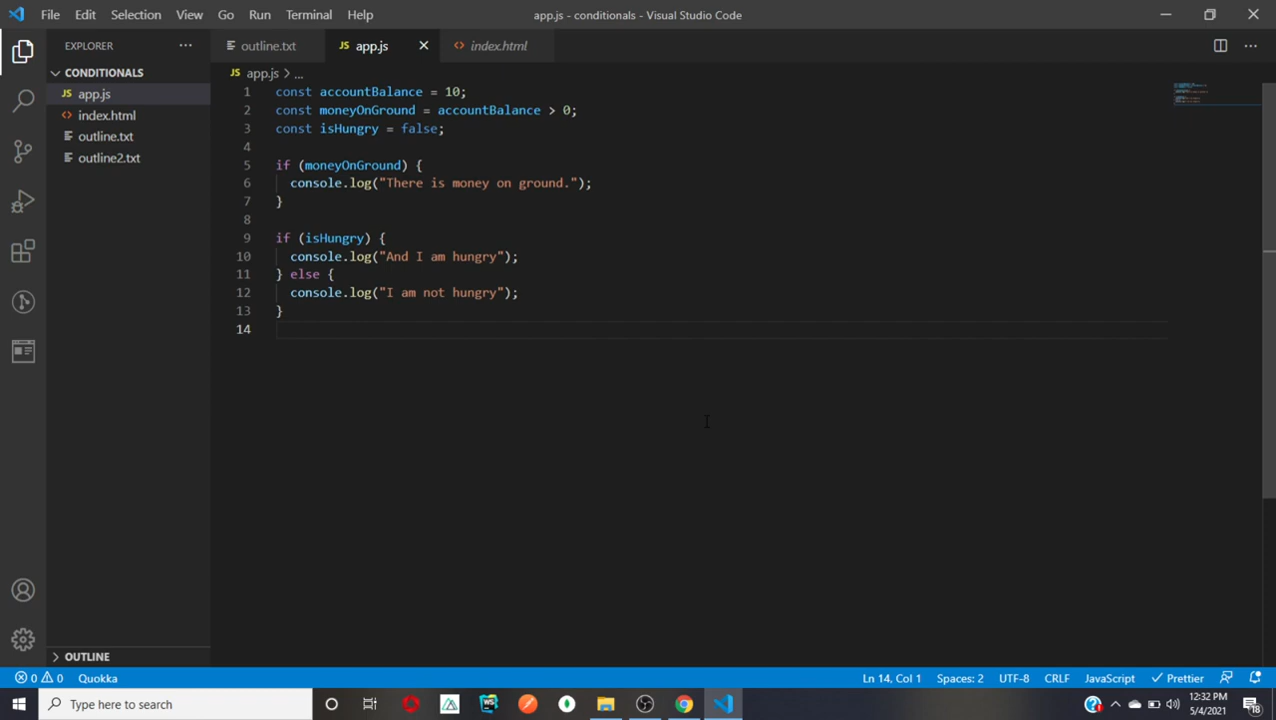 File Edit Selection View Go Run Terminal Help app.js - conditionals - Visual Studio Code
EXPLORER
CONDITIONALS
JS app.js
<> index.html
outline.txt
outline2.txt
OUTLINE
outline.txt JS app.js <> index.html
JS app.js > ...
1 const accountBalance = 10;
2 const moneyOnGround = accountBalance > 0;
3 const isHungry = false;
4
5 if (moneyOnGround) {
6 console.log("There is money on ground.");
7 }
8
9 if (isHungry) {
10 console.log("And I am hungry");
11 } else {
12 console.log("I am not hungry");
13 }
14
0 0 Quokka Ln 14, Col 1 Spaces: 2 UTF-8 CRLF JavaScript Prettier
Type here to search
WS
12:32 PM
5/4/2021
18